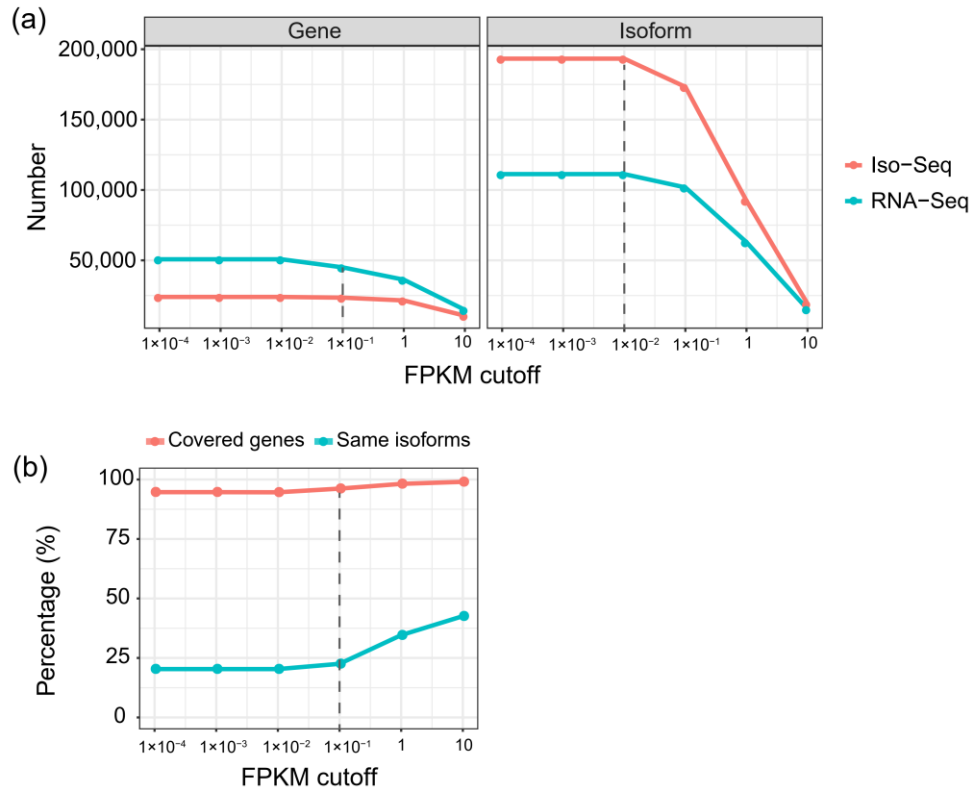 (a)
Gene Isoform
200,000
150,000
100,000
50,000
Number
Iso-Seq
RNA-Seq
1×10⁻⁴ 1×10⁻³ 1×10⁻² 1×10⁻¹ 1 10 1×10⁻⁴ 1×10⁻³ 1×10⁻² 1×10⁻¹ 1 10
FPKM cutoff
Covered genes Same isoforms
(b)
100
75
50
25
0
Percentage (%)
1×10⁻⁴ 1×10⁻³ 1×10⁻² 1×10⁻¹ 1 10
FPKM cutoff